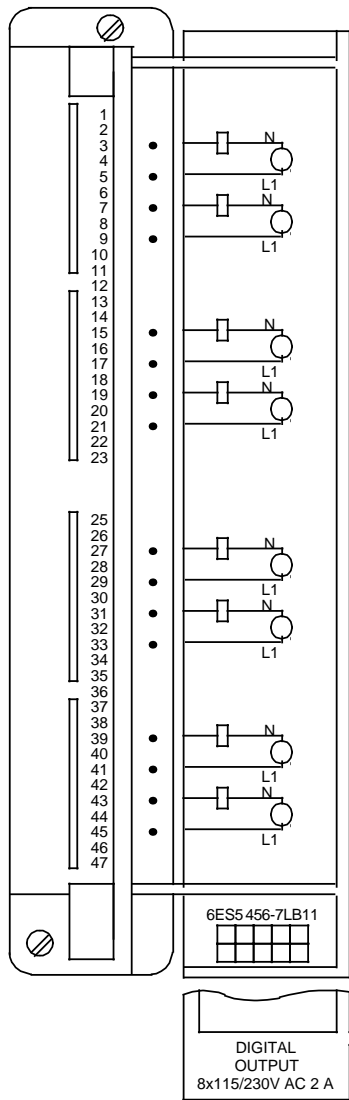 1
2
3
4
5
6
7
8
9
10
11
12
13
14
15
16
17
18
19
20
21
22
23
25
26
27
28
29
30
31
32
33
34
35
36
37
38
39
40
41
42
43
44
45
46
47
N
L1
N
L1
N
L1
N
L1
N
L1
N
L1
N
L1
N
L1
6ES5 456-7LB11
DIGITAL
OUTPUT
8x115/230V AC 2 A